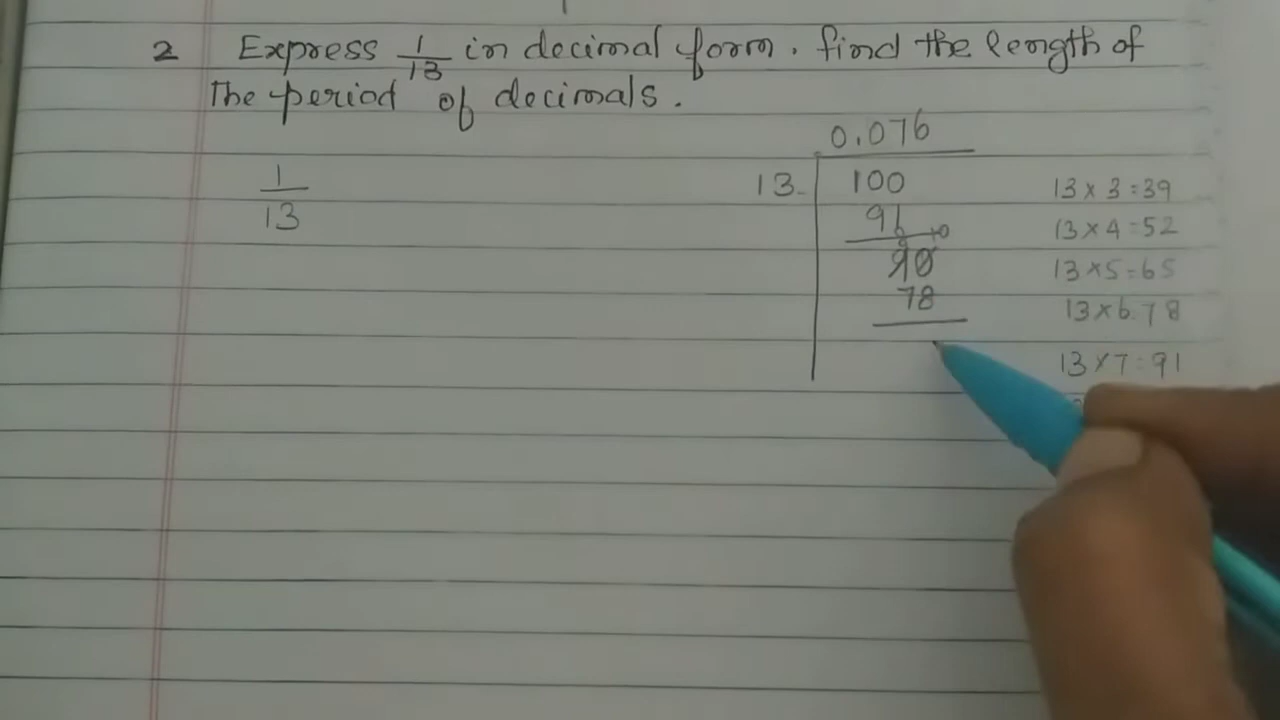 2 Express 1/13 in decimal form. find the length of
The period of decimals.
0.076
1/13
13 100
91
10
90
78
13 x 3 = 39
13 x 4 = 52
13 x 5 = 65
13 x 6 . 78
13 x 7 = 91